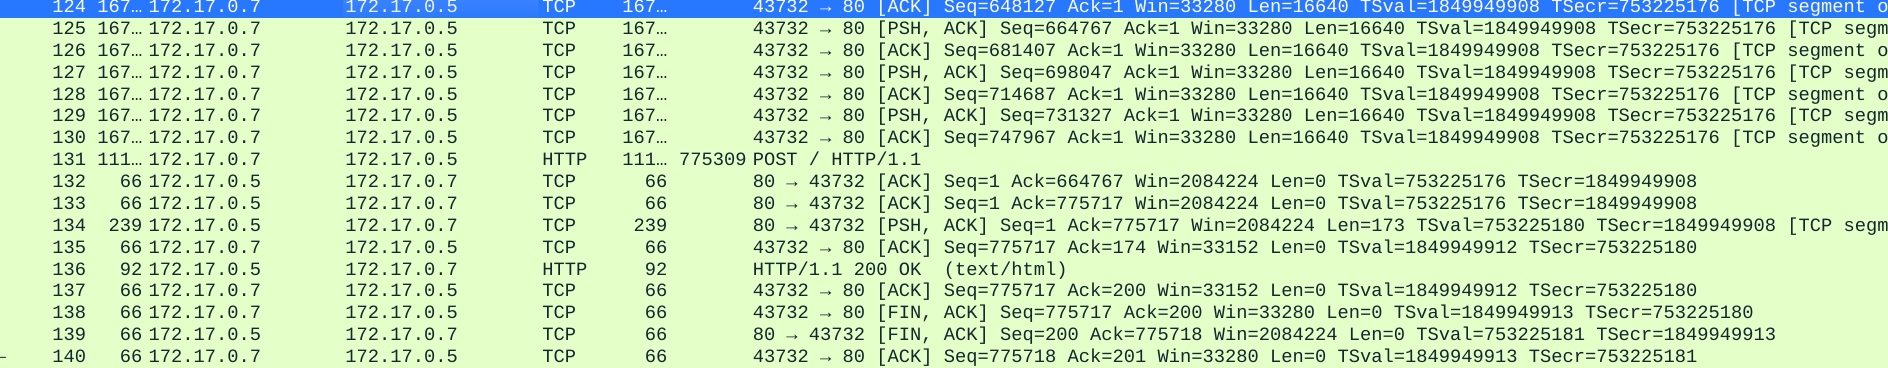 124 167… 172.17.0.7 172.17.0.5 TCP 167… 43732 → 80 [ACK] Seq=648127 Ack=1 Win=33280 Len=16640 TSval=1849949908 TSecr=753225176 [TCP segment o
125 167… 172.17.0.7 172.17.0.5 TCP 167… 43732 → 80 [PSH, ACK] Seq=664767 Ack=1 Win=33280 Len=16640 TSval=1849949908 TSecr=753225176 [TCP segm
126 167… 172.17.0.7 172.17.0.5 TCP 167… 43732 → 80 [ACK] Seq=681407 Ack=1 Win=33280 Len=16640 TSval=1849949908 TSecr=753225176 [TCP segment o
127 167… 172.17.0.7 172.17.0.5 TCP 167… 43732 → 80 [PSH, ACK] Seq=698047 Ack=1 Win=33280 Len=16640 TSval=1849949908 TSecr=753225176 [TCP segm
128 167… 172.17.0.7 172.17.0.5 TCP 167… 43732 → 80 [ACK] Seq=714687 Ack=1 Win=33280 Len=16640 TSval=1849949908 TSecr=753225176 [TCP segment o
129 167… 172.17.0.7 172.17.0.5 TCP 167… 43732 → 80 [PSH, ACK] Seq=731327 Ack=1 Win=33280 Len=16640 TSval=1849949908 TSecr=753225176 [TCP segm
130 167… 172.17.0.7 172.17.0.5 TCP 167… 43732 → 80 [ACK] Seq=747967 Ack=1 Win=33280 Len=16640 TSval=1849949908 TSecr=753225176 [TCP segment o
131 111… 172.17.0.7 172.17.0.5 HTTP 111… 775309 POST / HTTP/1.1
132 66 172.17.0.5 172.17.0.7 TCP 66 80 → 43732 [ACK] Seq=1 Ack=664767 Win=2084224 Len=0 TSval=753225176 TSecr=1849949908
133 66 172.17.0.5 172.17.0.7 TCP 66 80 → 43732 [ACK] Seq=1 Ack=775717 Win=2084224 Len=0 TSval=753225176 TSecr=1849949908
134 239 172.17.0.5 172.17.0.7 TCP 239 80 → 43732 [PSH, ACK] Seq=1 Ack=775717 Win=2084224 Len=173 TSval=753225180 TSecr=1849949908 [TCP segm
135 66 172.17.0.7 172.17.0.5 TCP 66 43732 → 80 [ACK] Seq=775717 Ack=174 Win=33152 Len=0 TSval=1849949912 TSecr=753225180
136 92 172.17.0.5 172.17.0.7 HTTP 92 HTTP/1.1 200 OK (text/html)
137 66 172.17.0.7 172.17.0.5 TCP 66 43732 → 80 [ACK] Seq=775717 Ack=200 Win=33152 Len=0 TSval=1849949912 TSecr=753225180
138 66 172.17.0.7 172.17.0.5 TCP 66 43732 → 80 [FIN, ACK] Seq=775717 Ack=200 Win=33280 Len=0 TSval=1849949913 TSecr=753225180
139 66 172.17.0.5 172.17.0.7 TCP 66 80 → 43732 [FIN, ACK] Seq=200 Ack=775718 Win=2084224 Len=0 TSval=753225181 TSecr=1849949913
140 66 172.17.0.7 172.17.0.5 TCP 66 43732 → 80 [ACK] Seq=775718 Ack=201 Win=33280 Len=0 TSval=1849949913 TSecr=753225181